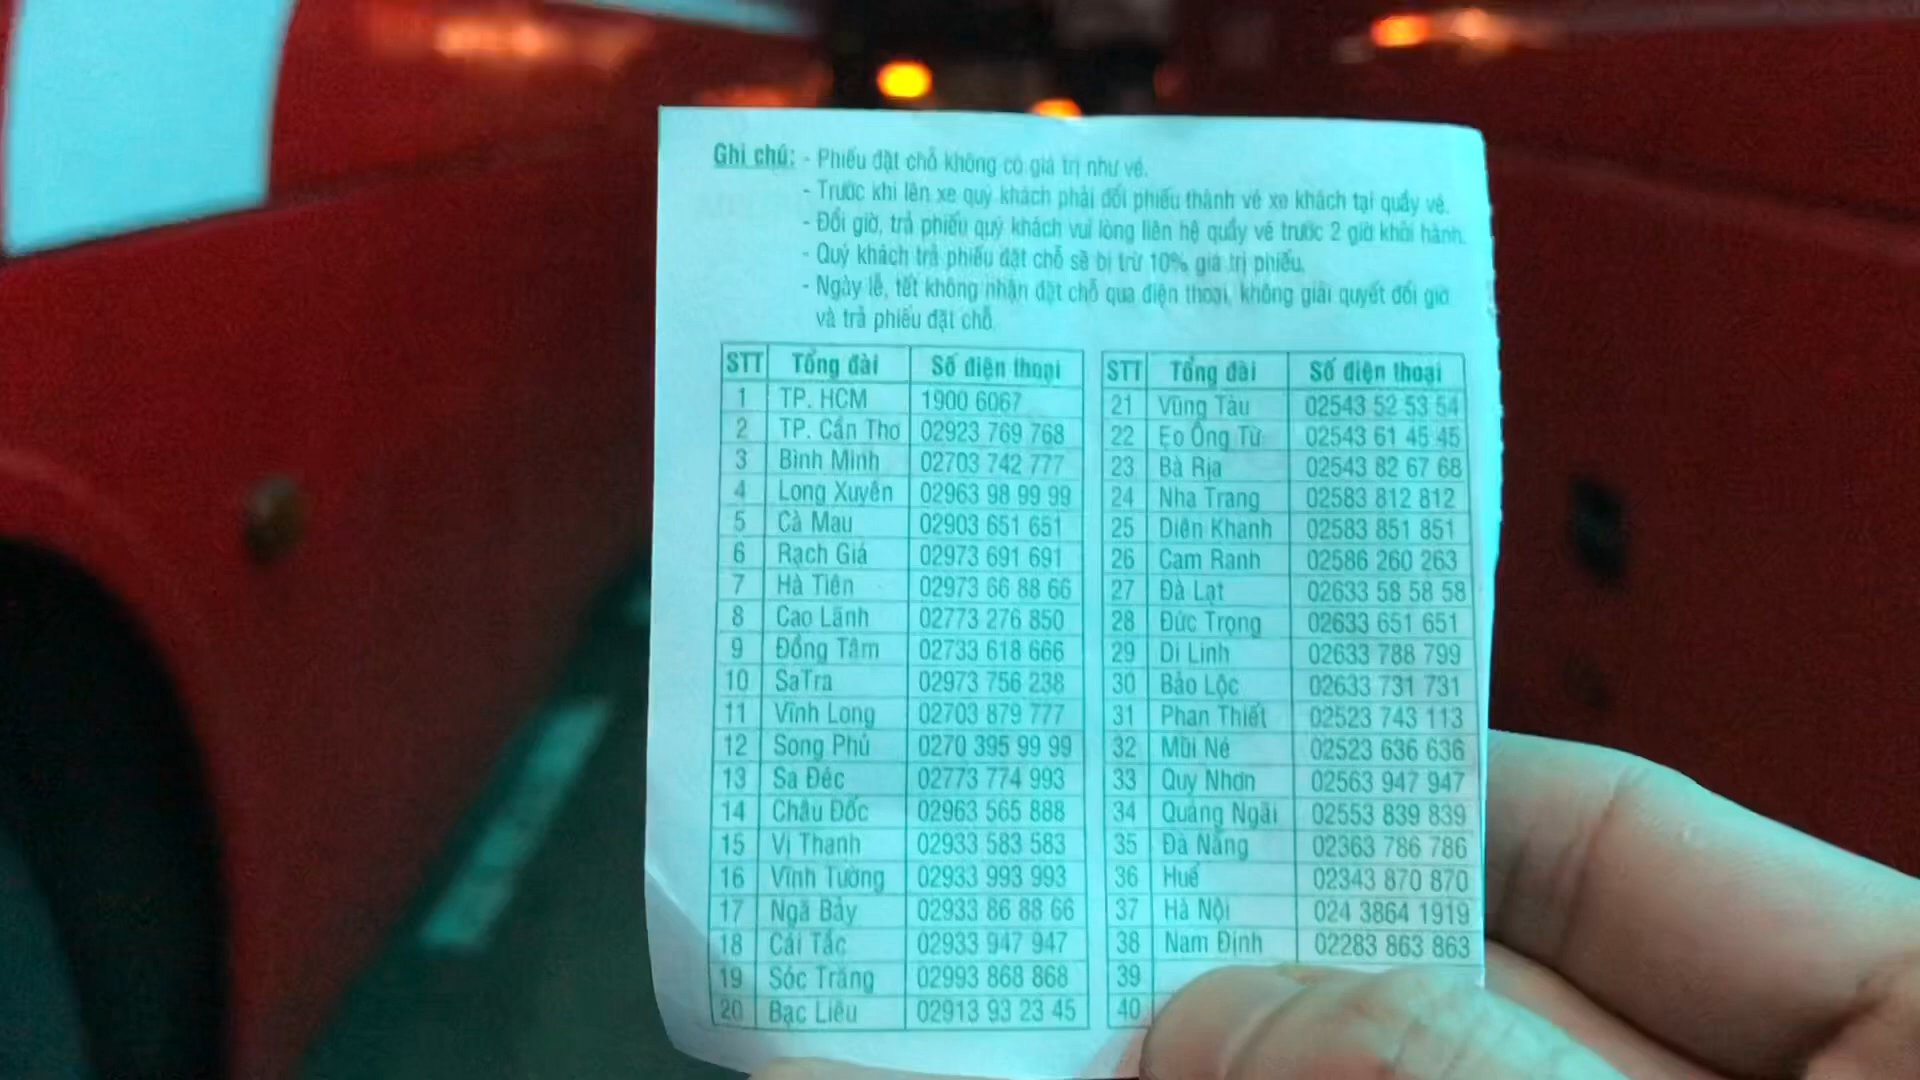 Ghi chú: - Phiếu đặt chỗ không có giá trị như vé.
- Trước khi lên xe quý khách phải đổi phiếu thành vé xe khách tại quầy vé.
- Đổi giờ, trả phiếu quý khách vui lòng liên hệ quầy vé trước 2 giờ khởi hành.
- Quý khách trả phiếu đặt chỗ sẽ bị trừ 10% giá trị phiếu.
- Ngày lễ, tết không nhận đặt chỗ qua điện thoại, không giải quyết đổi giờ
và trả phiếu đặt chỗ.
STT Tổng đài Số điện thoại
1 TP. HCM 1900 6067
2 TP. Cần Thơ 02923 769 768
3 Bình Minh 02703 742 777
4 Long Xuyên 02963 98 99 99
5 Cà Mau 02903 651 651
6 Rạch Giá 02973 691 691
7 Hà Tiên 02973 66 88 66
8 Cao Lãnh 02773 276 850
9 Đồng Tâm 02733 618 666
10 SaTra 02973 756 238
11 Vĩnh Long 02703 879 777
12 Song Phú 0270 395 99 99
13 Sa Đéc 02773 774 993
14 Châu Đốc 02963 565 888
15 Vị Thanh 02933 583 583
16 Vĩnh Tường 02933 993 993
17 Ngã Bảy 02933 86 88 66
18 Cái Tắc 02933 947 947
19 Sóc Trăng 02993 868 868
20 Bạc Liêu 02913 93 23 45
STT Tổng đài Số điện thoại
21 Vũng Tàu 02543 52 53 54
22 Eo Ông Từ 02543 61 45 45
23 Bà Rịa 02543 82 67 68
24 Nha Trang 02583 812 812
25 Diên Khánh 02583 851 851
26 Cam Ranh 02586 260 263
27 Đà Lạt 02633 58 58 58
28 Đức Trọng 02633 651 651
29 Di Linh 02633 788 799
30 Bảo Lộc 02633 731 731
31 Phan Thiết 02523 743 113
32 Mũi Né 02523 636 636
33 Quy Nhơn 02563 947 947
34 Quảng Ngãi 02553 839 839
35 Đà Nẵng 02363 786 786
36 Huế 02343 870 870
37 Hà Nội 024 3864 1919
38 Nam Định 02283 863 863
39
40